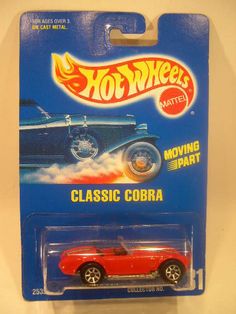 FOR AGES OVER 3.
DIE CAST METAL.
Hot Wheels
MATTEL
MOVING
PART
CLASSIC COBRA
COLLECTOR NO.